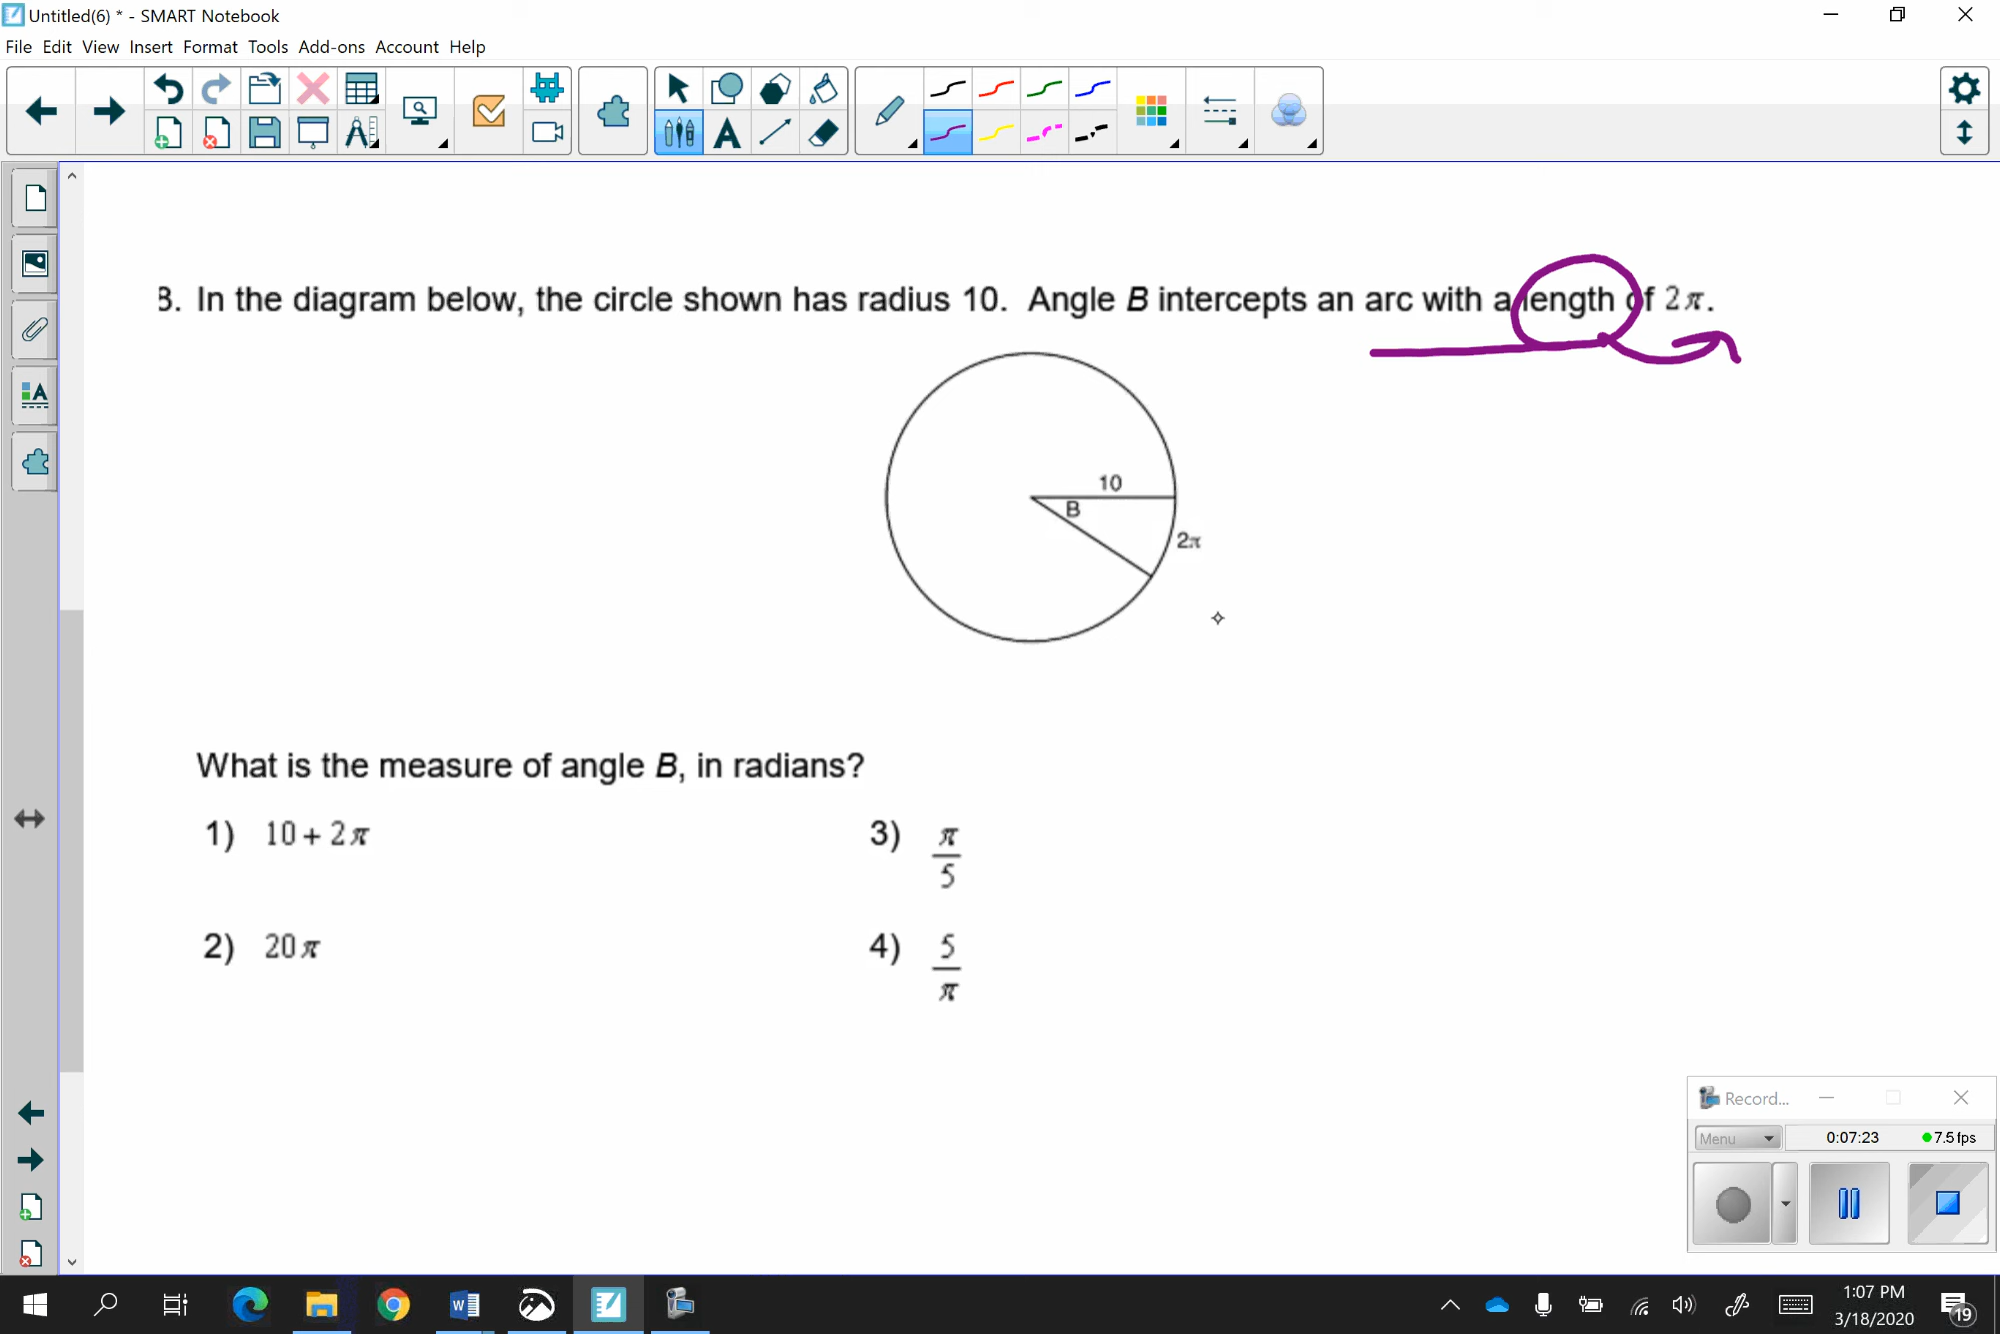 Untitled(6) * - SMART Notebook
File Edit View Insert Format Tools Add-ons Account Help
3. In the diagram below, the circle shown has radius 10. Angle B intercepts an arc with a length of 2π.
10
B
2π
What is the measure of angle B, in radians?
1) 10 + 2π
3) π/5
2) 20π
4) 5/π
Record...
Menu 0:07:23 7.5 fps
1:07 PM
3/18/2020
19